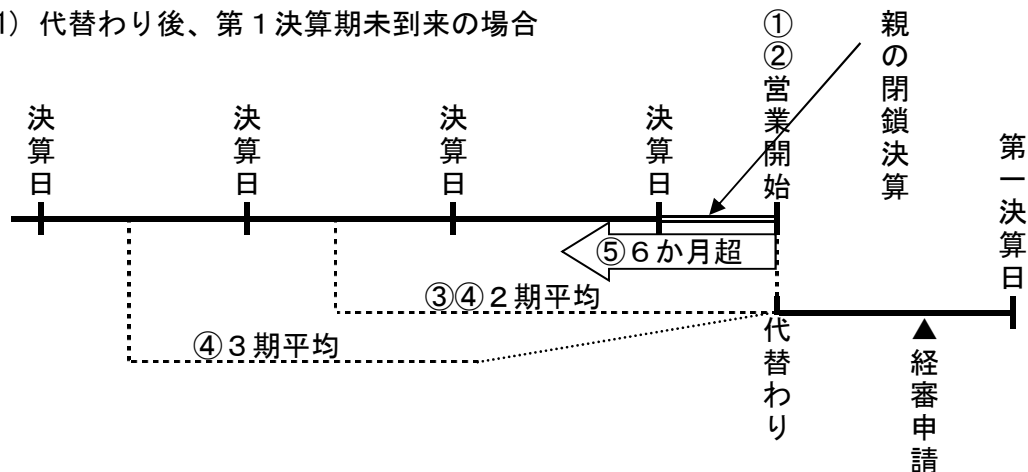 1) 代替わり後、第１決算期未到来の場合
決算日
決算日
決算日
決算日
①②営業開始
親の閉鎖決算
第一決算日
⑤６か月超
③④２期平均
④３期平均
代替わり
▲経審申請